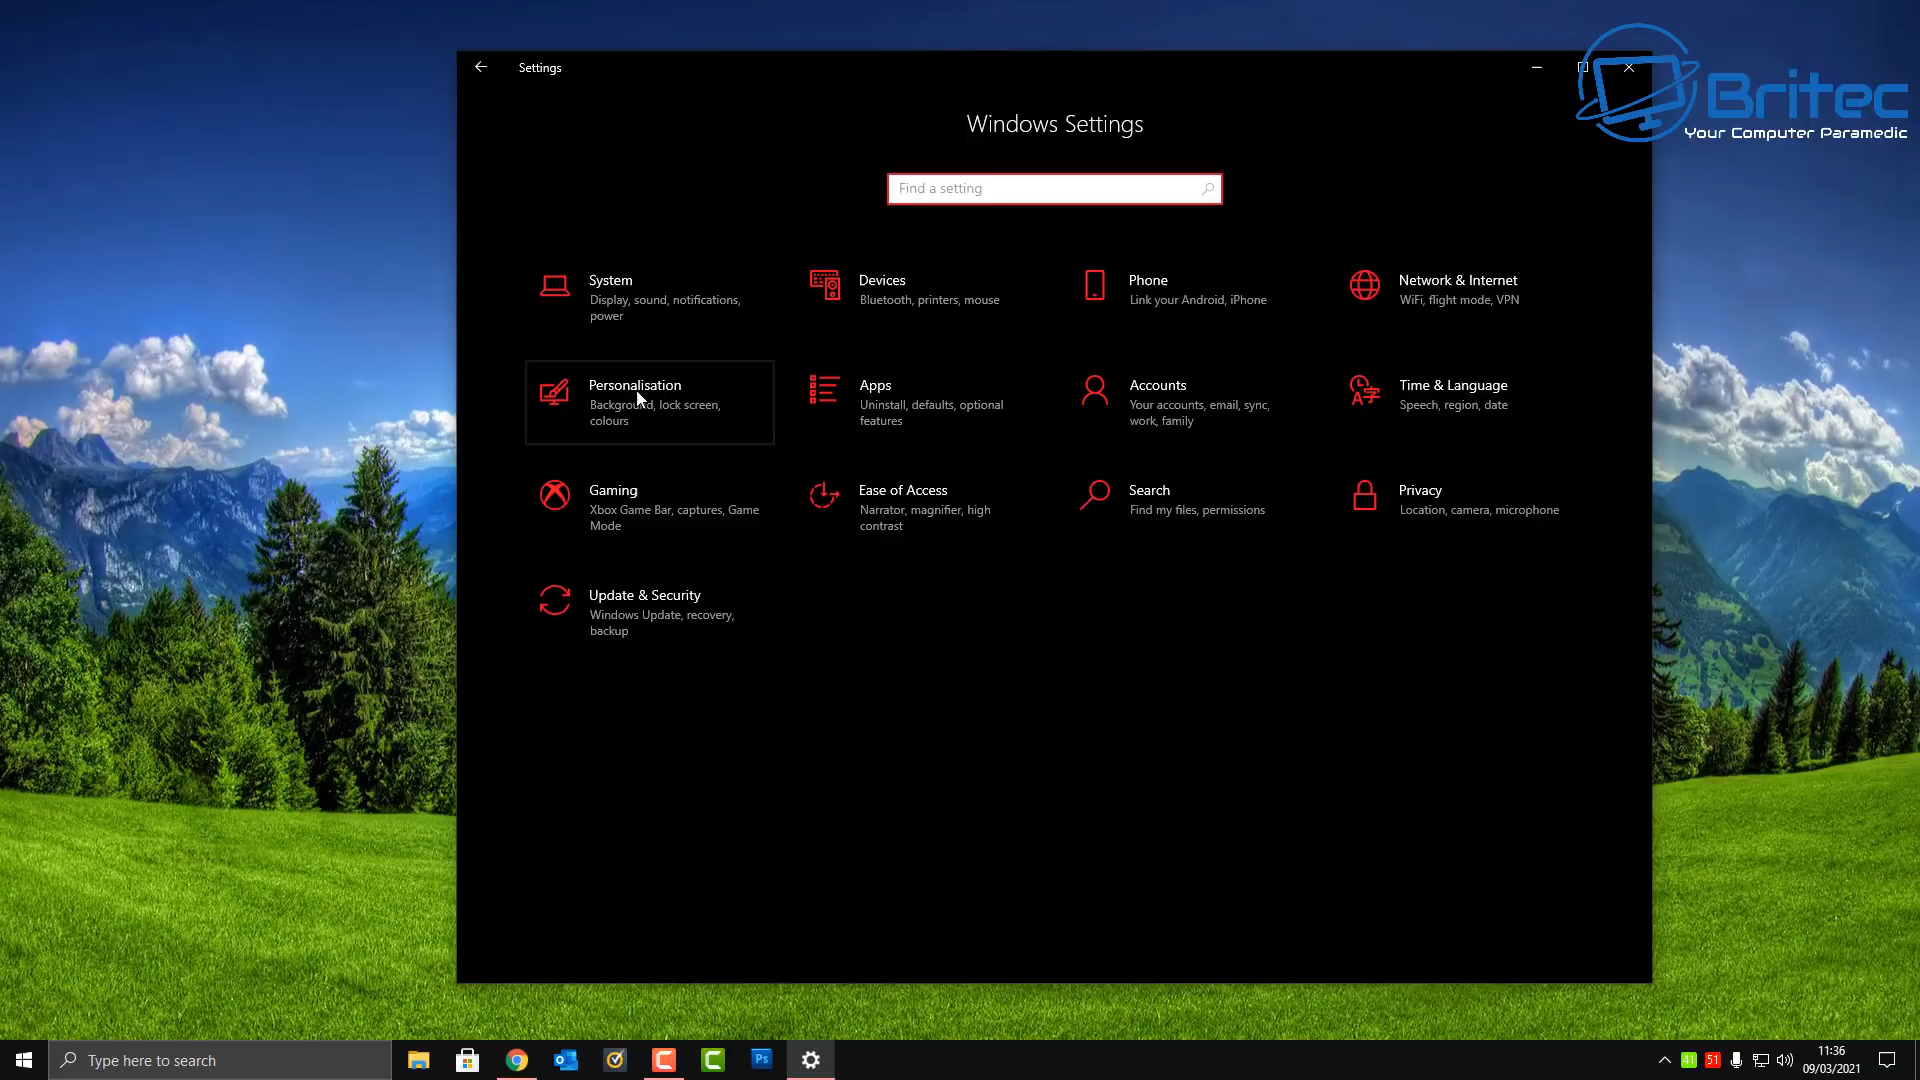 Settings
Britec
Your Computer Paramedic
Windows Settings
Find a setting
System
Display, sound, notifications,
power
Devices
Bluetooth, printers, mouse
Phone
Link your Android, iPhone
Network & Internet
WiFi, flight mode, VPN
Personalisation
Background, lock screen,
colours
Apps
Uninstall, defaults, optional
features
Accounts
Your accounts, email, sync,
work, family
Time & Language
Speech, region, date
Gaming
Xbox Game Bar, captures, Game
Mode
Ease of Access
Narrator, magnifier, high
contrast
Search
Find my files, permissions
Privacy
Location, camera, microphone
Update & Security
Windows Update, recovery,
backup
Type here to search
Ps
41
51
11:36
09/03/2021